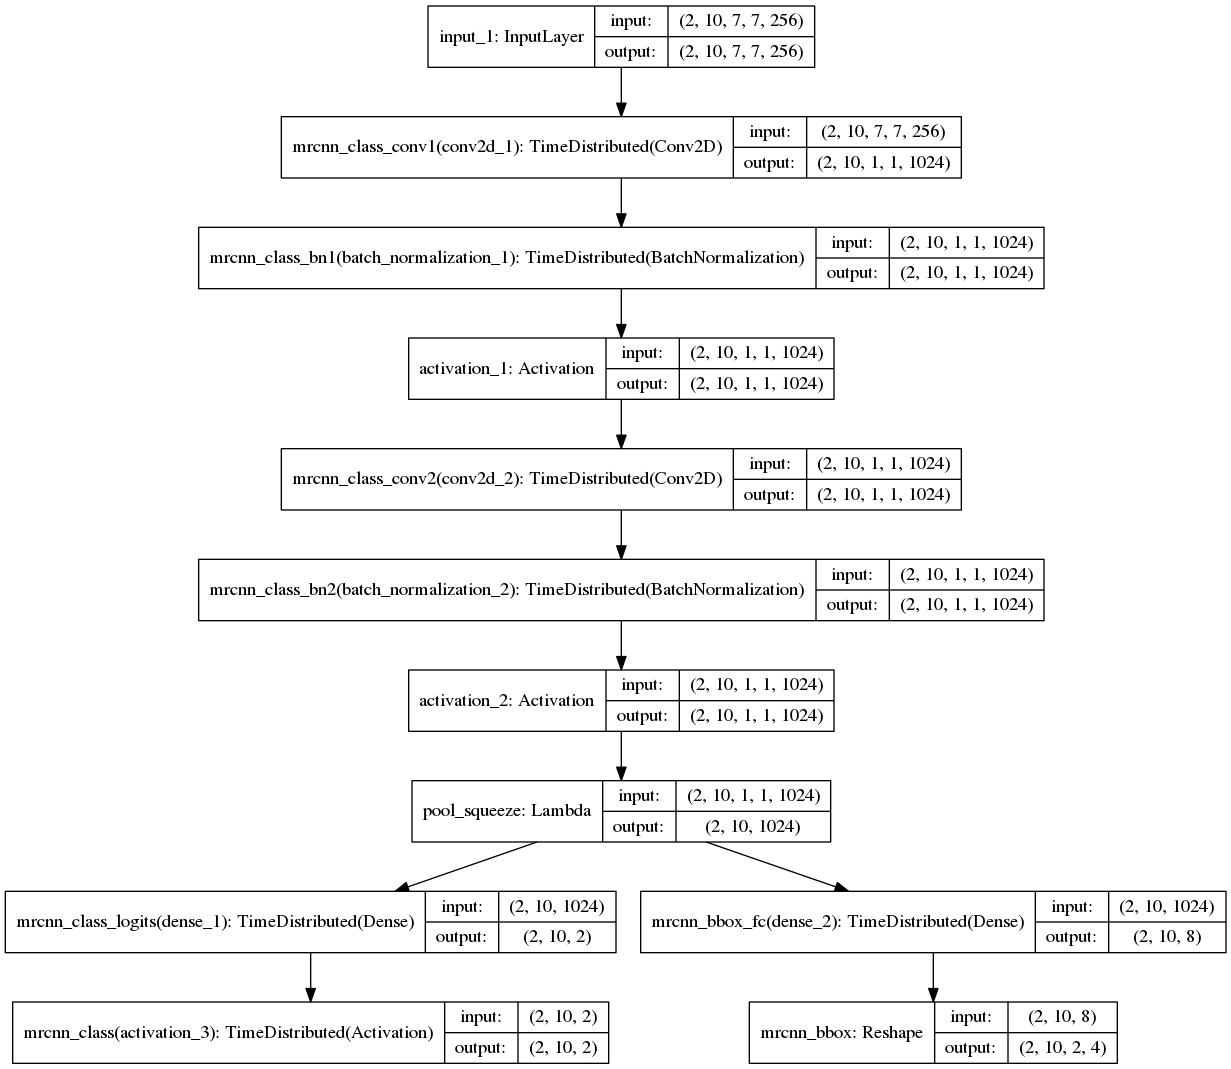 input_1: InputLayer
input: (2, 10, 7, 7, 256)
output: (2, 10, 7, 7, 256)
mrcnn_class_conv1(conv2d_1): TimeDistributed(Conv2D)
input: (2, 10, 7, 7, 256)
output: (2, 10, 1, 1, 1024)
mrcnn_class_bn1(batch_normalization_1): TimeDistributed(BatchNormalization)
input: (2, 10, 1, 1, 1024)
output: (2, 10, 1, 1, 1024)
activation_1: Activation
input: (2, 10, 1, 1, 1024)
output: (2, 10, 1, 1, 1024)
mrcnn_class_conv2(conv2d_2): TimeDistributed(Conv2D)
input: (2, 10, 1, 1, 1024)
output: (2, 10, 1, 1, 1024)
mrcnn_class_bn2(batch_normalization_2): TimeDistributed(BatchNormalization)
input: (2, 10, 1, 1, 1024)
output: (2, 10, 1, 1, 1024)
activation_2: Activation
input: (2, 10, 1, 1, 1024)
output: (2, 10, 1, 1, 1024)
pool_squeeze: Lambda
input: (2, 10, 1, 1, 1024)
output: (2, 10, 1024)
mrcnn_class_logits(dense_1): TimeDistributed(Dense)
input: (2, 10, 1024)
output: (2, 10, 2)
mrcnn_bbox_fc(dense_2): TimeDistributed(Dense)
input: (2, 10, 1024)
output: (2, 10, 8)
mrcnn_class(activation_3): TimeDistributed(Activation)
input: (2, 10, 2)
output: (2, 10, 2)
mrcnn_bbox: Reshape
input: (2, 10, 8)
output: (2, 10, 2, 4)